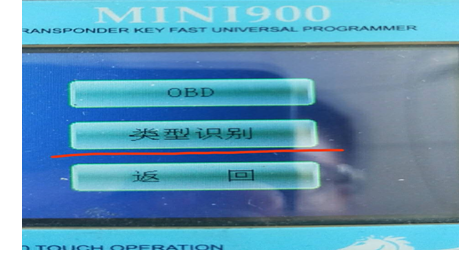 MINI900
RANSPONDER KEY FAST UNIVERSAL PROGRAMMER
OBD
类型识别
返 回
O TOUCH OPERATION